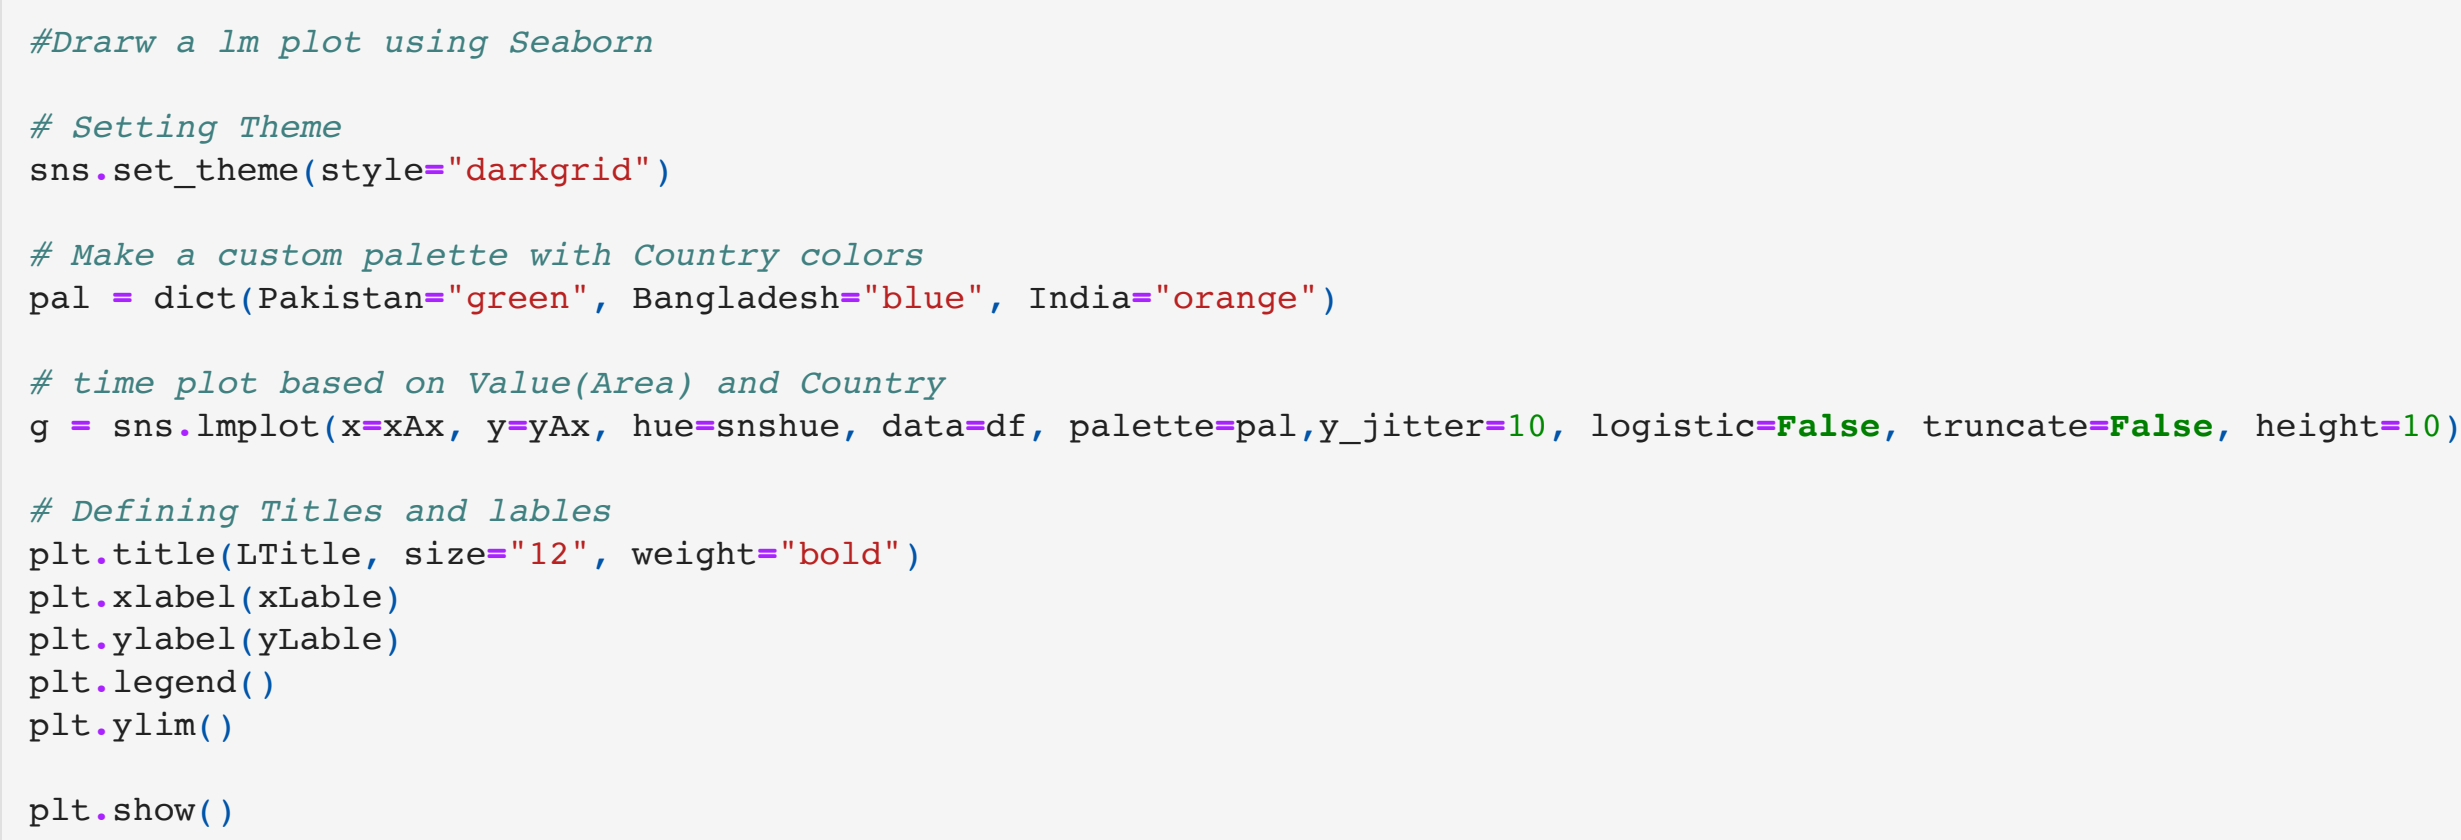 #Drarw a lm plot using Seaborn
# Setting Theme
sns.set_theme(style="darkgrid")
# Make a custom palette with Country colors
pal = dict(Pakistan="green", Bangladesh="blue", India="orange")
# time plot based on Value(Area) and Country
g = sns.lmplot(x=xAx, y=yAx, hue=snshue, data=df, palette=pal,y_jitter=10, logistic=False, truncate=False, height=10)
# Defining Titles and lables
plt.title(LTitle, size="12", weight="bold")
plt.xlabel(xLable)
plt.ylabel(yLable)
plt.legend()
plt.ylim()
plt.show()